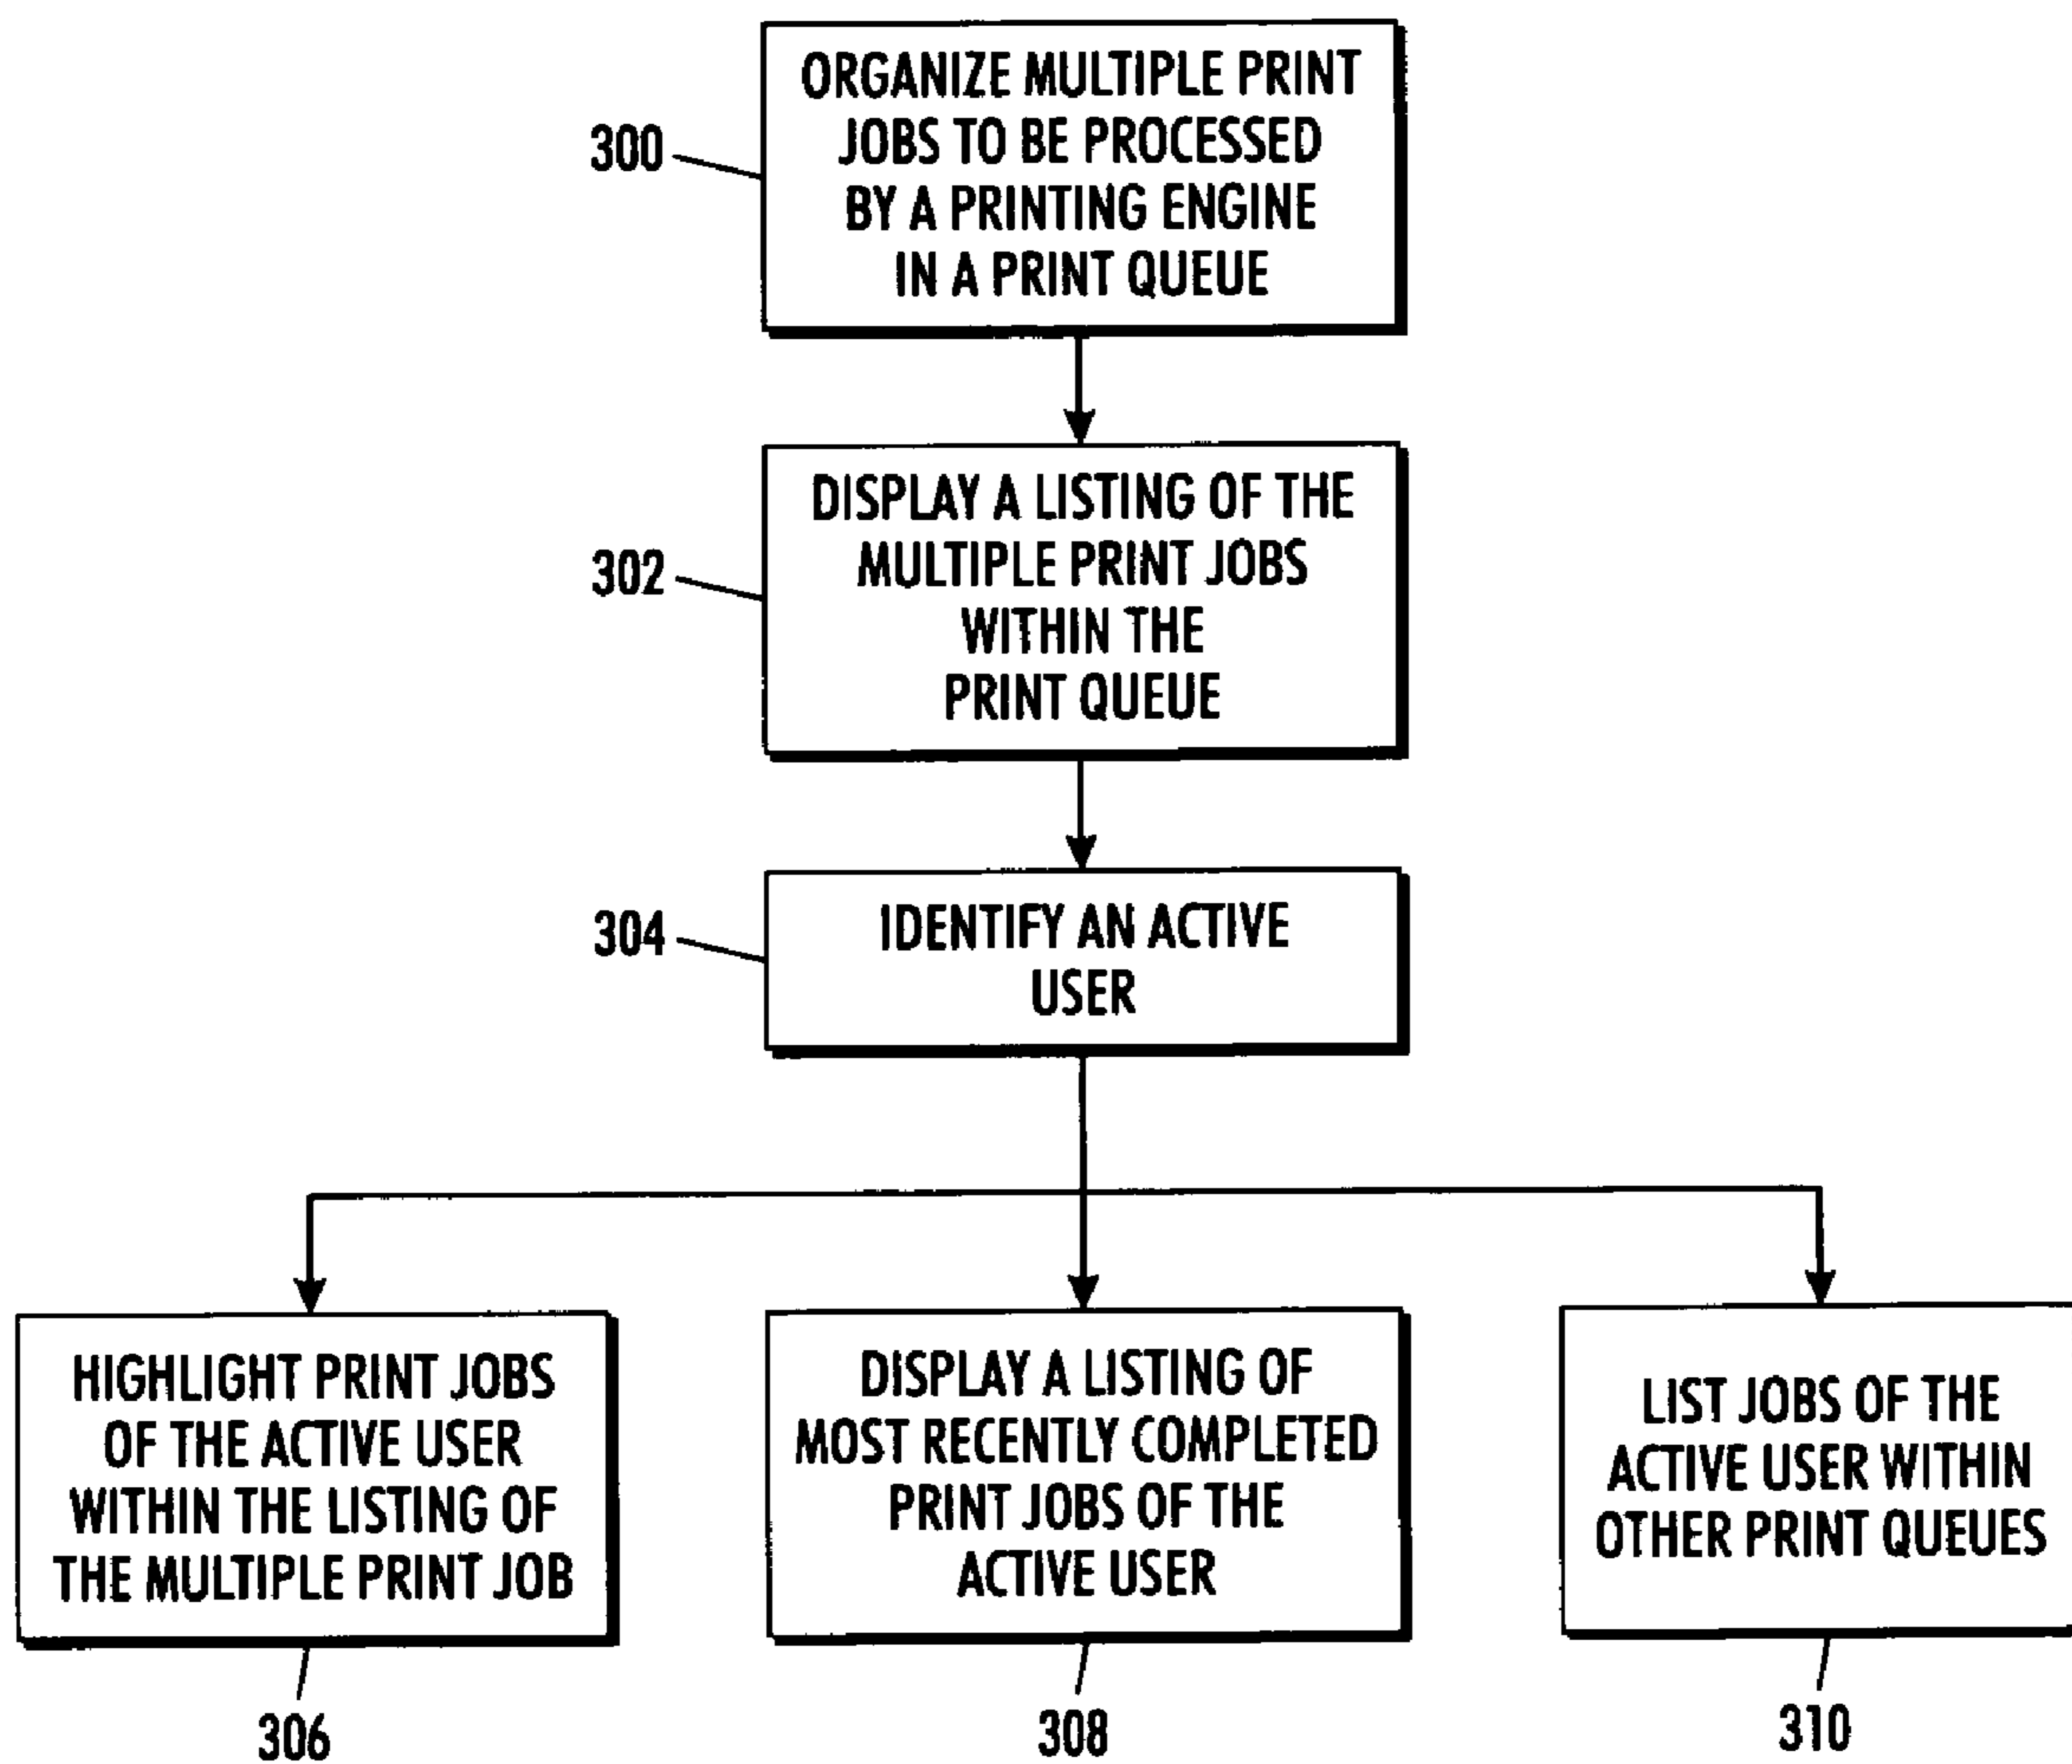 ORGANIZE MULTIPLE PRINT
JOBS TO BE PROCESSED
BY A PRINTING ENGINE
IN A PRINT QUEUE
300
DISPLAY A LISTING OF THE
MULTIPLE PRINT JOBS
WITHIN THE
PRINT QUEUE
302
IDENTIFY AN ACTIVE
USER
304
HIGHLIGHT PRINT JOBS
OF THE ACTIVE USER
WITHIN THE LISTING OF
THE MULTIPLE PRINT JOB
306
DISPLAY A LISTING OF
MOST RECENTLY COMPLETED
PRINT JOBS OF THE
ACTIVE USER
308
LIST JOBS OF THE
ACTIVE USER WITHIN
OTHER PRINT QUEUES
310